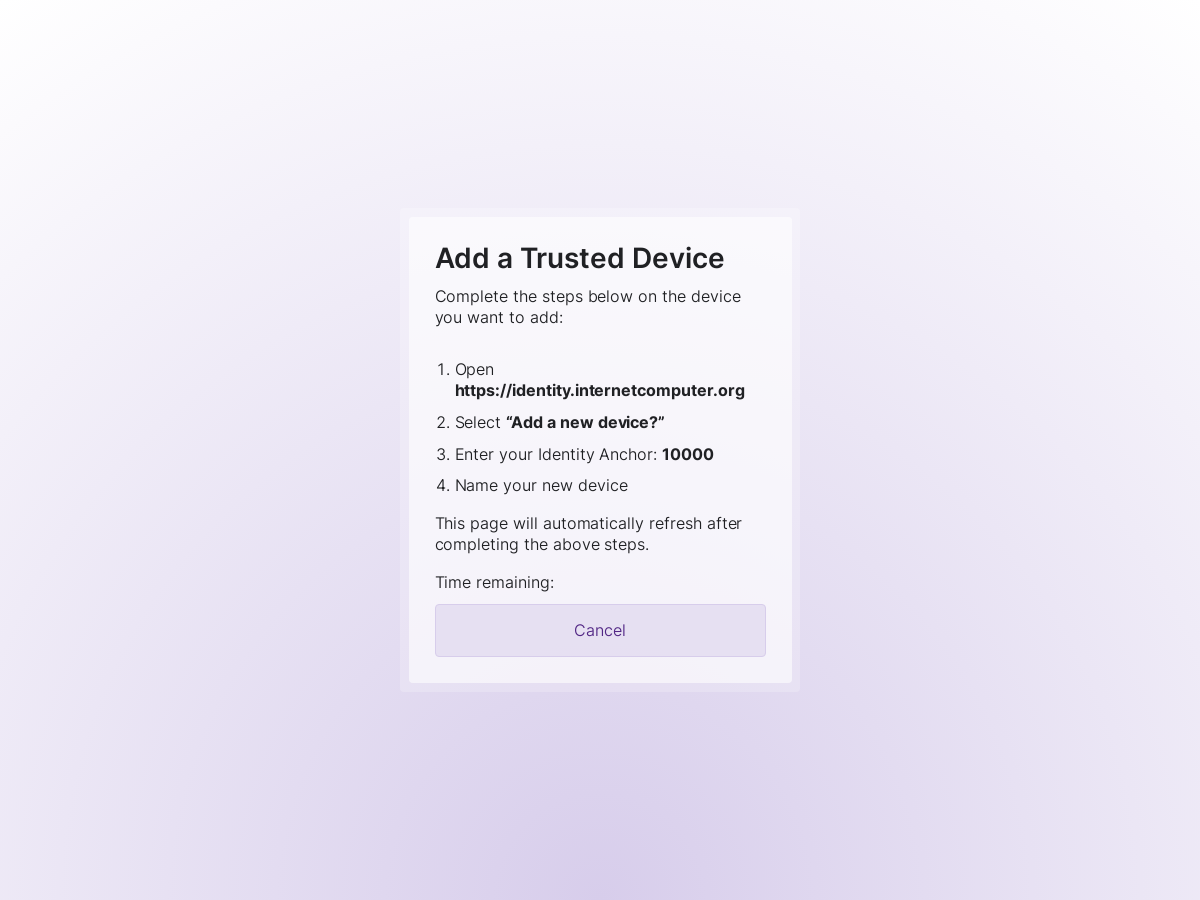 Add a Trusted Device
Complete the steps below on the device
you want to add:
1. Open
https://identity.internetcomputer.org
2. Select “Add a new device?”
3. Enter your Identity Anchor: 10000
4. Name your new device
This page will automatically refresh after
completing the above steps.
Time remaining:
Cancel